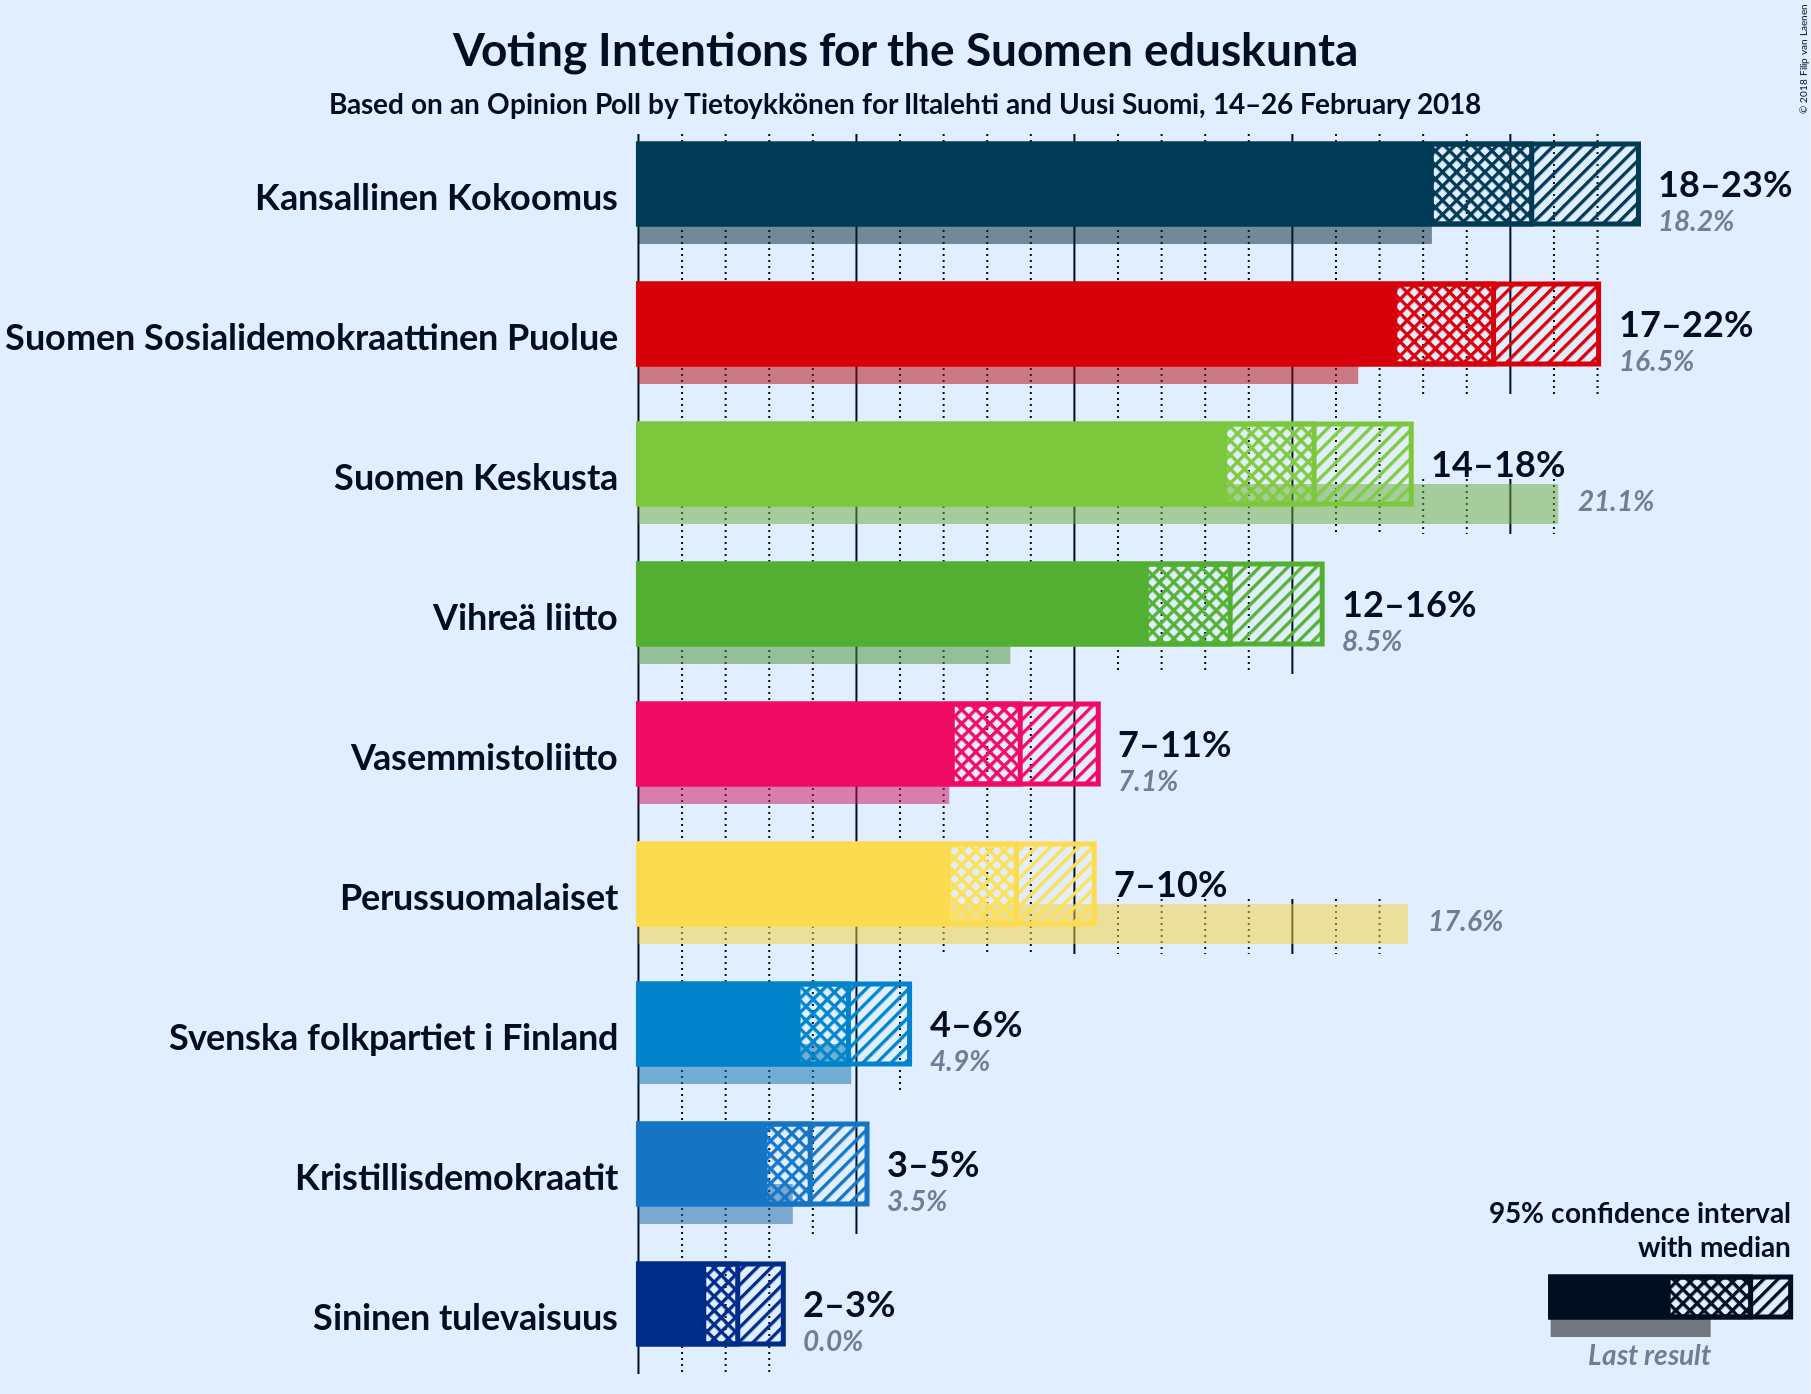 © 2018 Filip van Laenen
Voting Intentions for the Suomen eduskunta
Based on an Opinion Poll by Tietoykkönen for Iltalehti and Uusi Suomi, 14–26 February 2018
Kansallinen Kokoomus
18–23%
18.2%
Suomen Sosialidemokraattinen Puolue
17–22%
16.5%
Suomen Keskusta
14–18%
21.1%
Vihreä liitto
12–16%
8.5%
Vasemmistoliitto
7–11%
7.1%
Perussuomalaiset
7–10%
17.6%
Svenska folkpartiet i Finland
4–6%
4.9%
Kristillisdemokraatit
3–5%
3.5%
Sininen tulevaisuus
2–3%
0.0%
95% confidence interval
with median
Last result